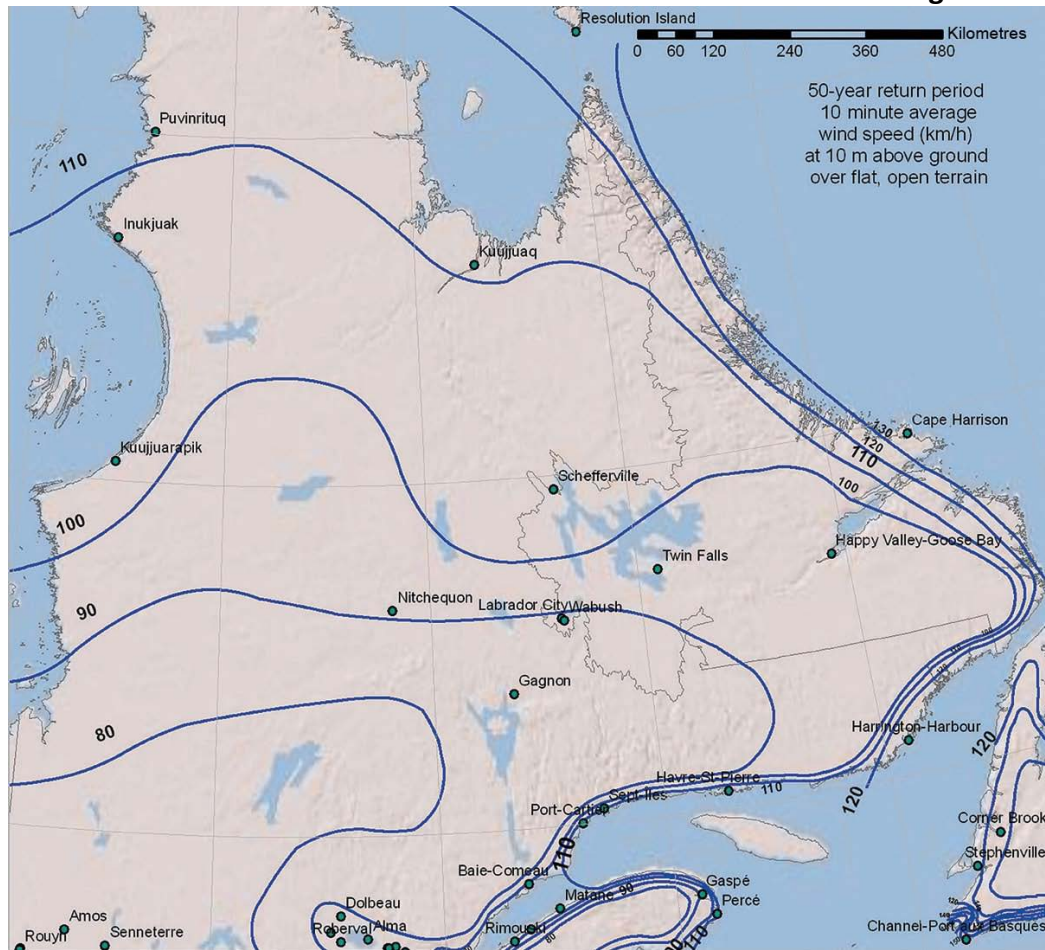 Resolution Island
Kilometres
0 60 120 240 360 480
50-year return period
10 minute average
wind speed (km/h)
at 10 m above ground
over flat, open terrain
Puvinrituq
110
Inukjuak
Kuujjuaq
Kuujjuarapik
Cape Harrison
130
120
110
100
Schefferville
100
Happy Valley-Goose Bay
Twin Falls
90
Nitchequon
Labrador City
Wabush
Gagnon
80
Harrington-Harbour
120
Havre-St-Pierre
110
120
Sept-Iles
Port-Cartier
110
Corner Brook
Stephenville
Baie-Comeau
Matane
90
Gaspé
Percé
Dolbeau
Roberval
Alma
Rimouski
80
110
Amos
Rouyn
Senneterre
Channel-Port aux Basques